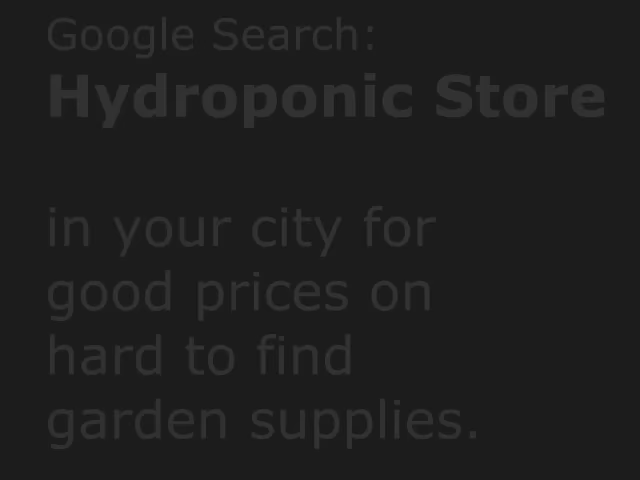 Google Search:
Hydroponic Store
in your city for
good prices on
hard to find
garden supplies.